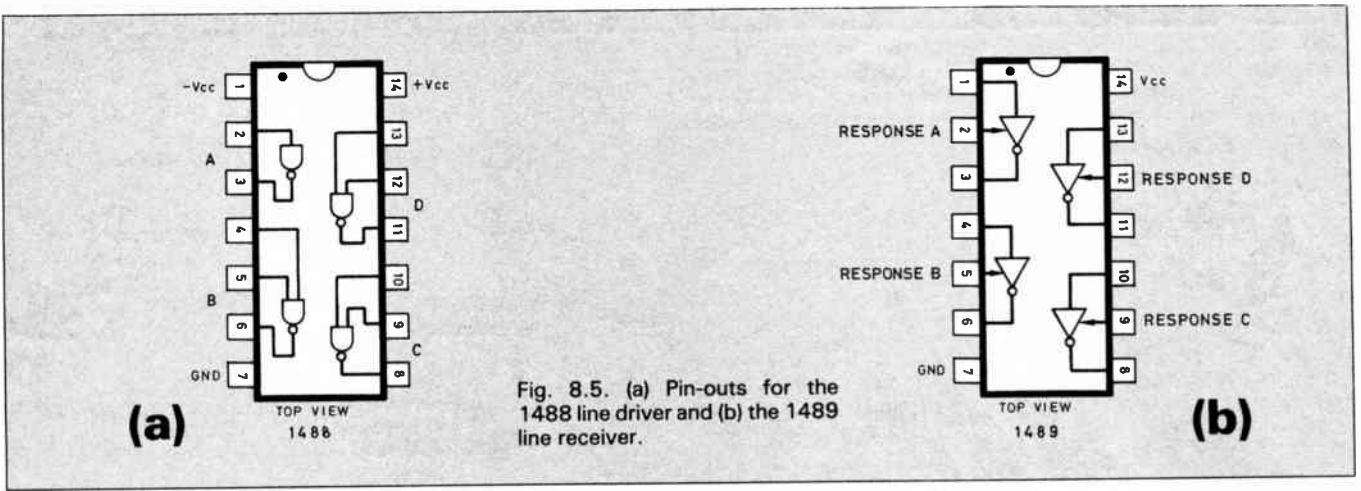 -Vcc 1
14 +Vcc
2
13
A
3
12
D
4
11
5
10
B
6
9
C
GND 7
8
TOP VIEW
1488
(a)
Fig. 8.5. (a) Pin-outs for the
1488 line driver and (b) the 1489
line receiver.
1
14 Vcc
RESPONSE A 2
13
3
12 RESPONSE D
4
11
RESPONSE B 5
10
6
9 RESPONSE C
GND 7
8
TOP VIEW
1489
(b)